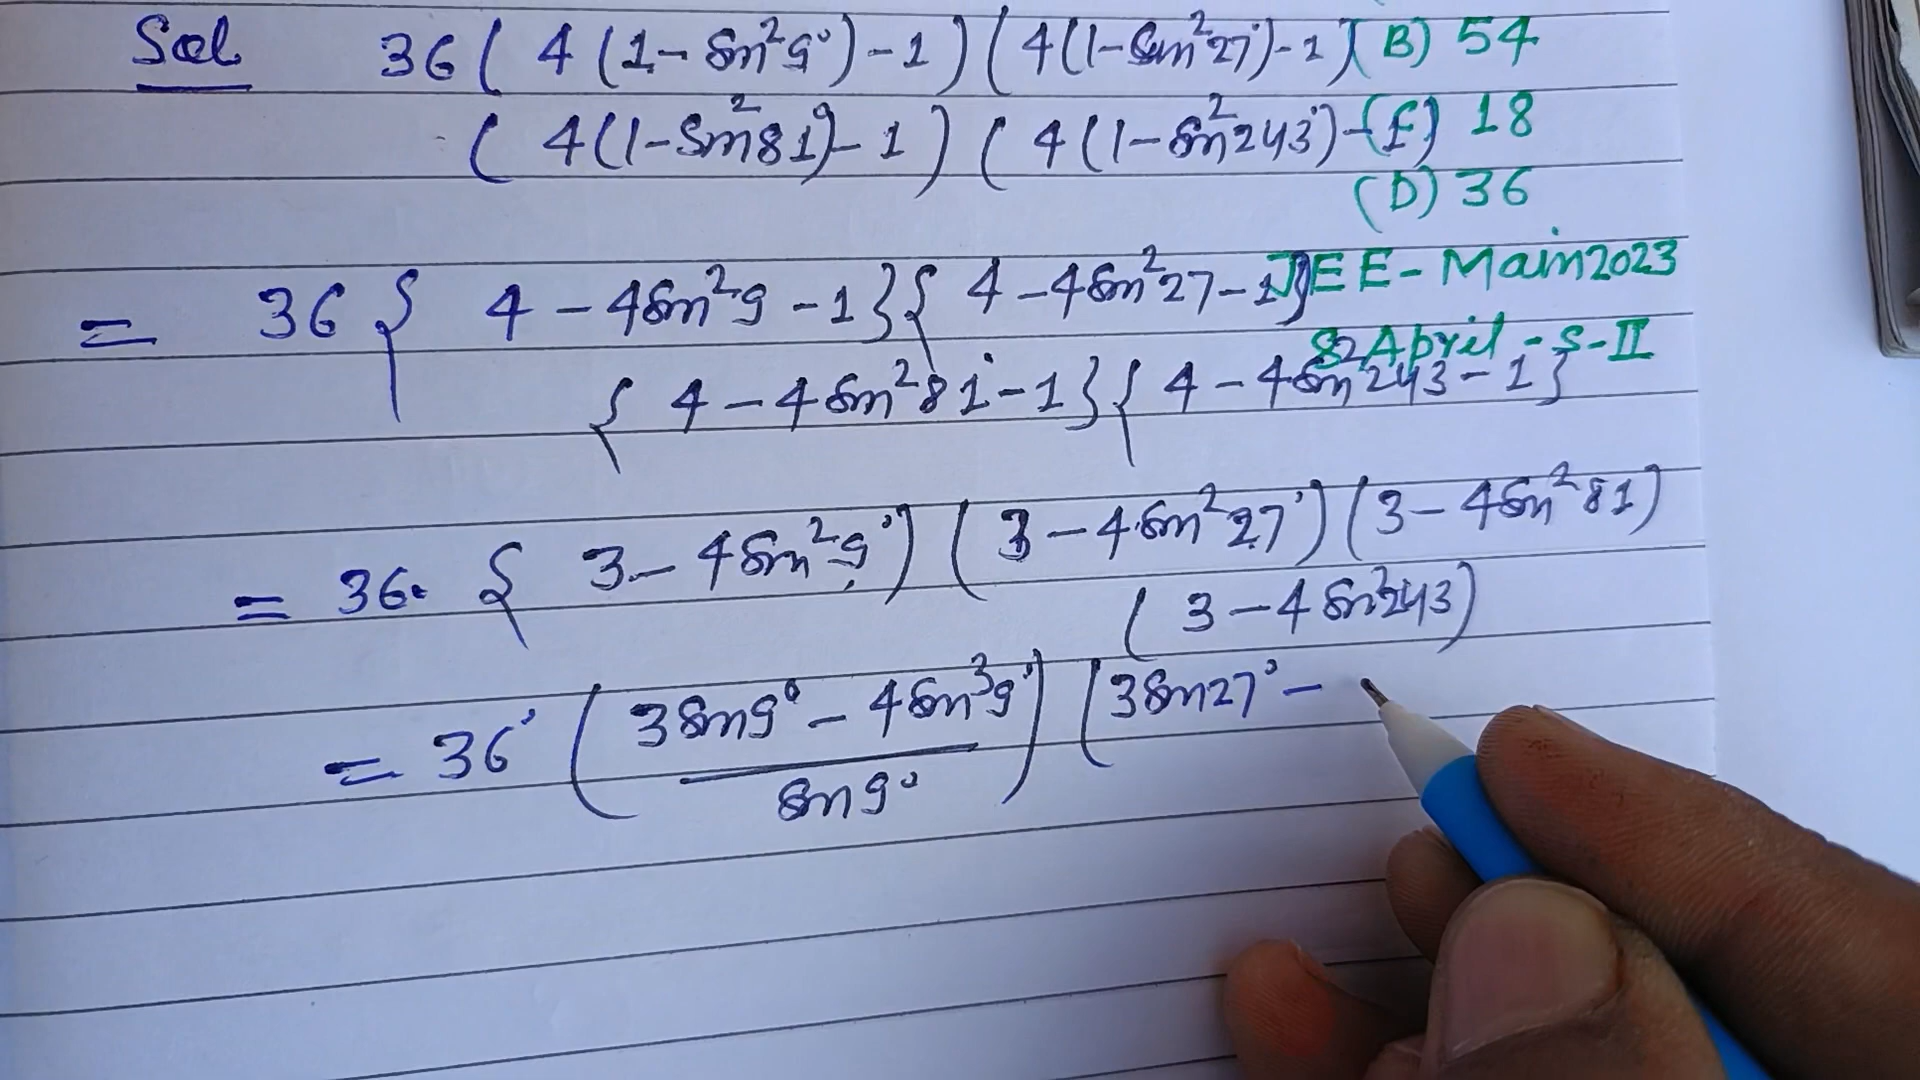 Sol 36 ( 4 (1 - sin²9°) - 1 ) ( 4(1 - sin²27°) - 1 ) (B) 54
( 4(1 - sin²81°) - 1 ) ( 4(1 - sin²243°) - (C) 18
(D) 36
= 36 { 4 - 4sin²9 - 1 } { 4 - 4sin²27 - 1 } JEE - Main 2023
8 April - S-II
{ 4 - 4sin²81° - 1 } { 4 - 4sin²243 - 1 }
= 36. { 3 - 4sin²9° ) ( 3 - 4sin²27° ) ( 3 - 4sin²81 )
( 3 - 4sin²243 )
= 36 ( 3sin9° - 4sin³9° ) ( 3sin27° -
sin9°